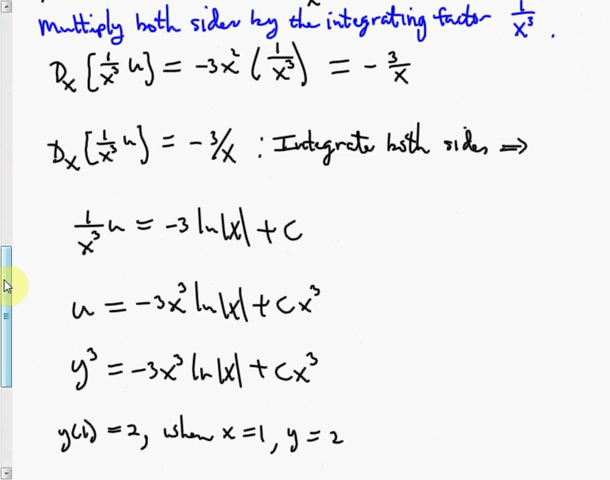 Multiply both sides by the integrating factor 1/x³.
Dₓ[1/x³ u] = -3x² (1/x³) = - 3/x
Dₓ[1/x³ u] = - 3/x : Integrate both sides ⇒
1/x³ u = -3 ln|x| + C
u = -3x³ ln|x| + Cx³
y³ = -3x³ ln|x| + Cx³
y(1) = 2, when x = 1, y = 2